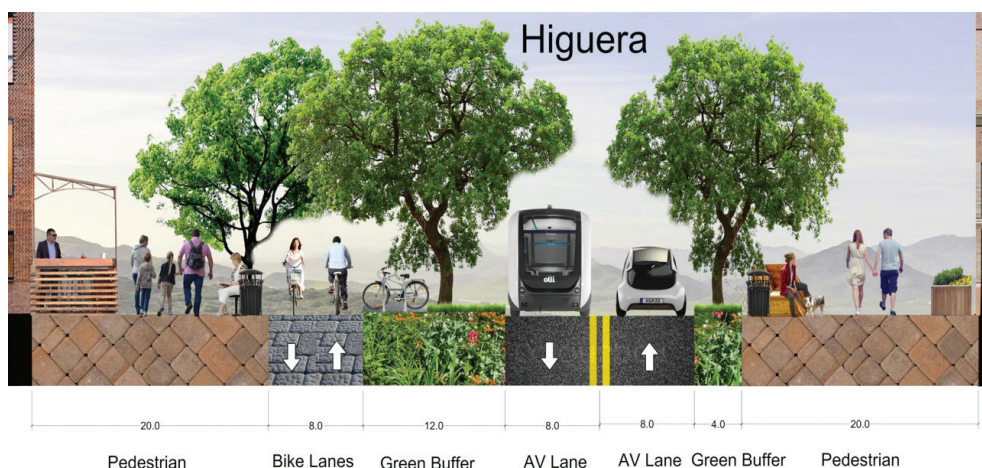 Higuera
olli
20.0
8.0
12.0
8.0
8.0
4.0
20.0
Pedestrian
Bike Lanes
Green Buffer
AV Lane
AV Lane
Green Buffer
Pedestrian